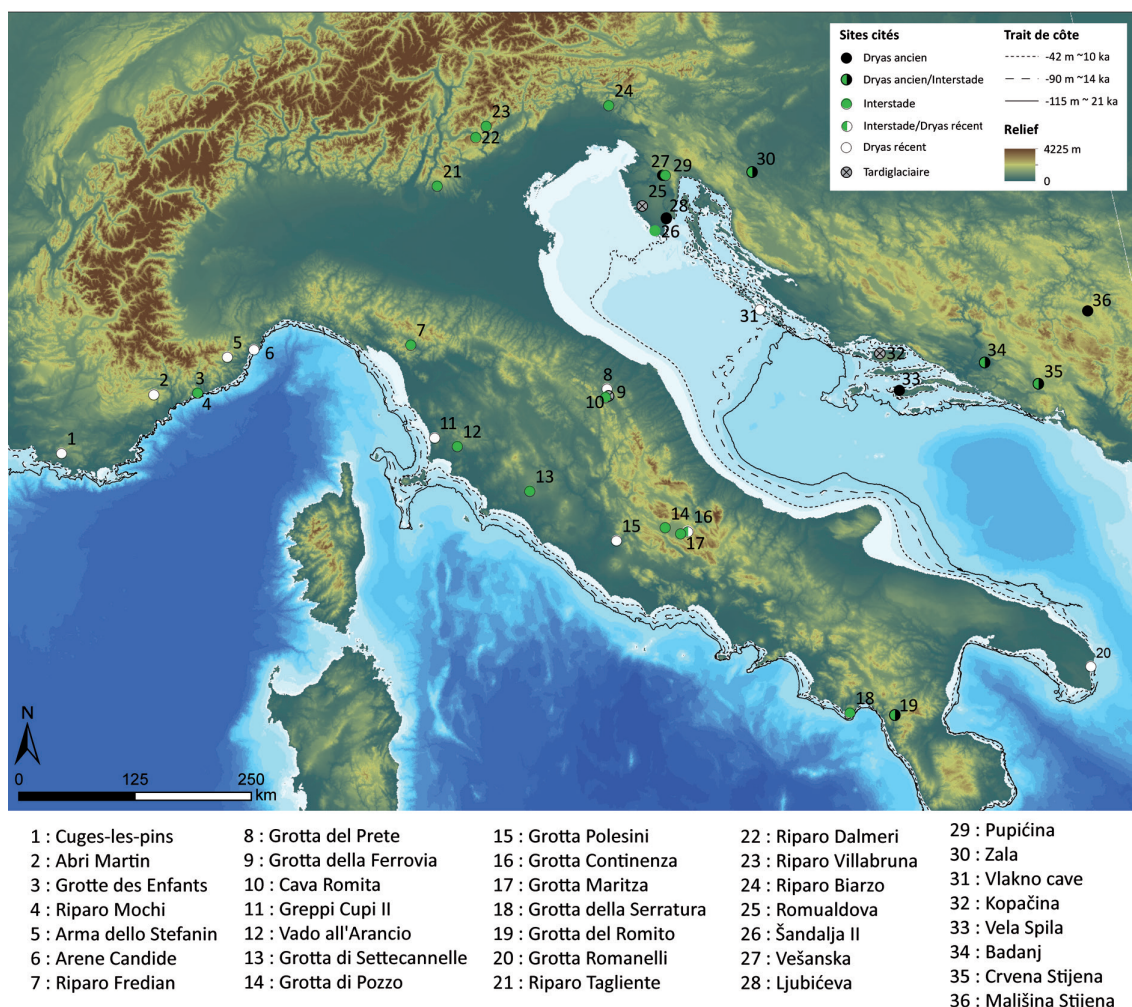 Sites cités
Dryas ancien
Dryas ancien/Interstade
Interstade
Interstade/Dryas récent
Dryas récent
Tardiglaciaire
Trait de côte
-42 m ~10 ka
-90 m ~14 ka
-115 m ~ 21 ka
Relief
4225 m
0
24
23
22
21
27
29
30
25
28
26
31
36
32
34
35
33
7
5
6
2
3
4
1
8
9
10
11
12
13
14
16
15
17
18
19
20
N
0
125
250
km
1 : Cuges-les-pins
2 : Abri Martin
3 : Grotte des Enfants
4 : Riparo Mochi
5 : Arma dello Stefanin
6 : Arene Candide
7 : Riparo Fredian
8 : Grotta del Prete
9 : Grotta della Ferrovia
10 : Cava Romita
11 : Greppi Cupi II
12 : Vado all'Arancio
13 : Grotta di Settecannelle
14 : Grotta di Pozzo
15 : Grotta Polesini
16 : Grotta Continenza
17 : Grotta Maritza
18 : Grotta della Serratura
19 : Grotta del Romito
20 : Grotta Romanelli
21 : Riparo Tagliente
22 : Riparo Dalmeri
23 : Riparo Villabruna
24 : Riparo Biarzo
25 : Romualdova
26 : Šandalja II
27 : Vešanska
28 : Ljubićeva
29 : Pupićina
30 : Zala
31 : Vlakno cave
32 : Kopačina
33 : Vela Spila
34 : Badanj
35 : Crvena Stijena
36 : Mališina Stijena